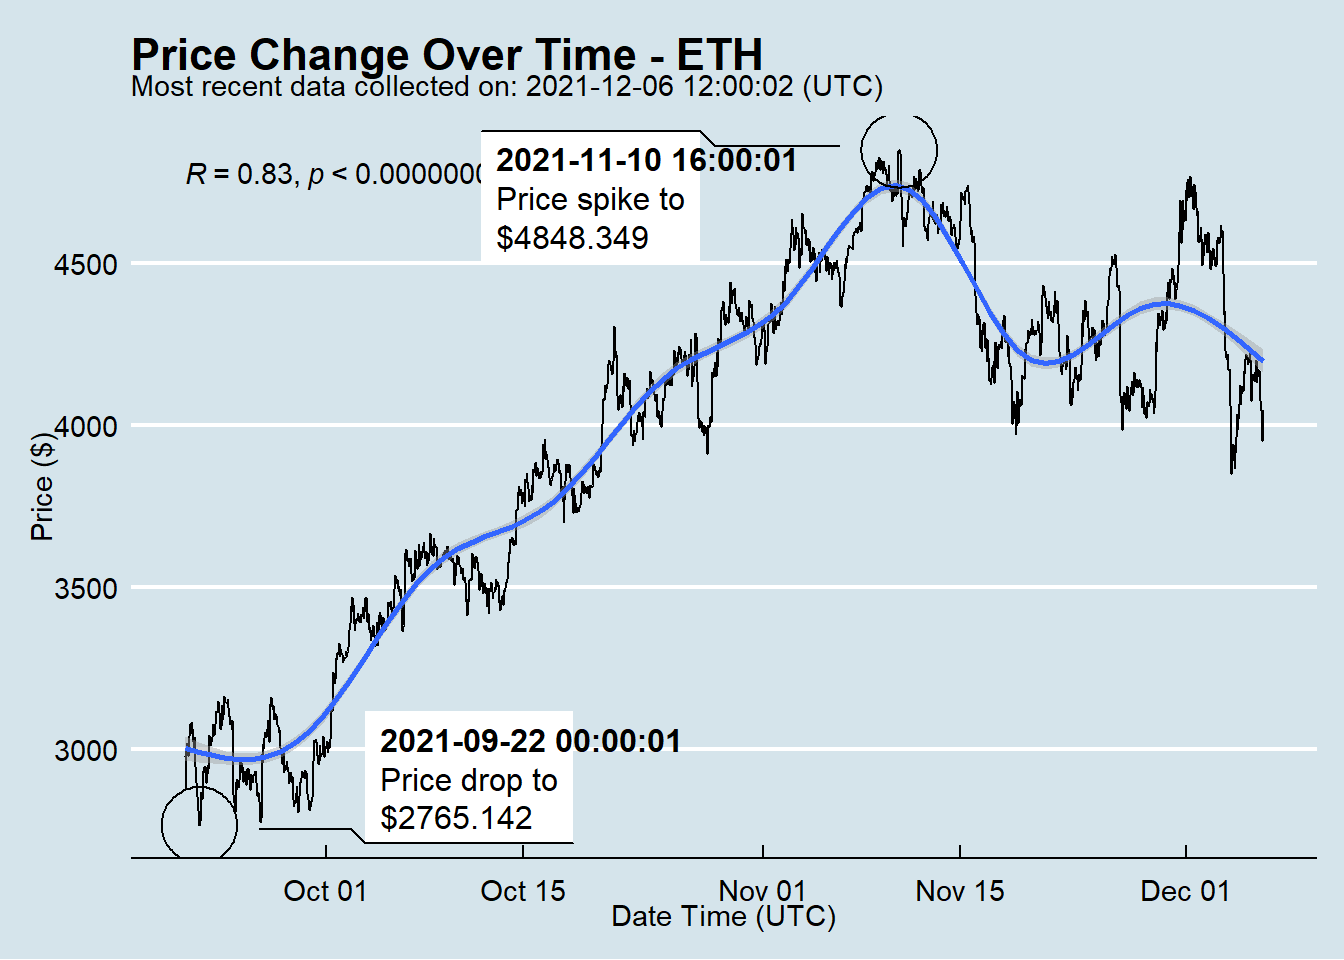 Price Change Over Time - ETH
Most recent data collected on: 2021-12-06 12:00:02 (UTC)
R = 0.83, p < 0.0000000
2021-11-10 16:00:01
Price spike to
$4848.349
4500
4000
3500
3000
Price ($)
2021-09-22 00:00:01
Price drop to
$2765.142
Oct 01
Oct 15
Nov 01
Nov 15
Dec 01
Date Time (UTC)